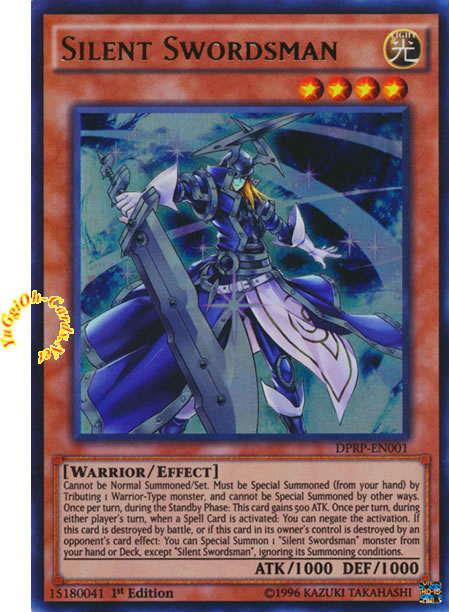 SILENT SWORDSMAN
LIGHT
光
YuGiOh-Cards.Net
DPRP-EN001
[WARRIOR/EFFECT]
Cannot be Normal Summoned/Set. Must be Special Summoned (from your hand) by
Tributing 1 Warrior-Type monster, and cannot be Special Summoned by other ways.
Once per turn, during the Standby Phase: This card gains 500 ATK. Once per turn, during
either player's turn, when a Spell Card is activated: You can negate the activation. If
this card is destroyed by battle, or if this card in its owner's control is destroyed by an
opponent's card effect: You can Special Summon 1 "Silent Swordsman" monster from
your hand or Deck, except "Silent Swordsman", ignoring its Summoning conditions.
ATK/1000 DEF/1000
15180041 1st Edition ©1996 KAZUKI TAKAHASHI